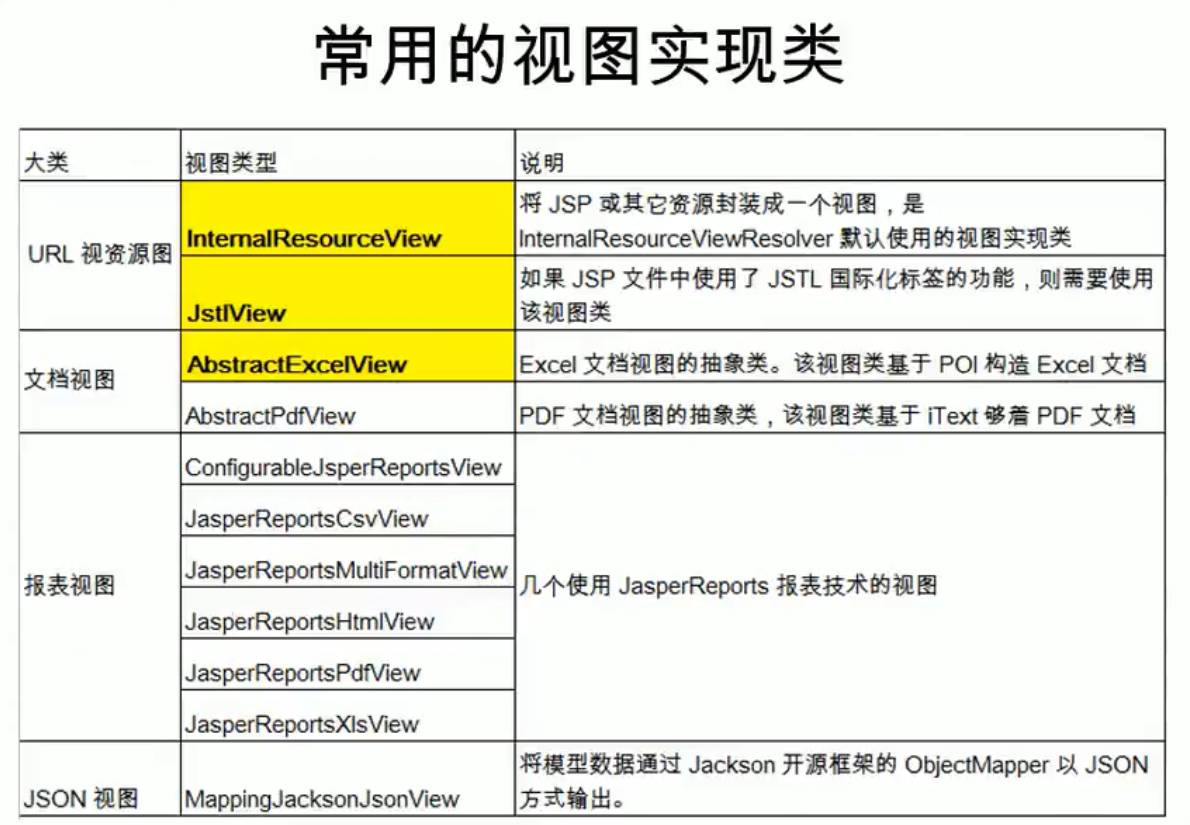 常用的视图实现类
大类 视图类型 说明
URL 视资源图
InternalResourceView
将 JSP 或其它资源封装成一个视图，是
InternalResourceViewResolver 默认使用的视图实现类
JstlView
如果 JSP 文件中使用了 JSTL 国际化标签的功能，则需要使用
该视图类
文档视图
AbstractExcelView
Excel 文档视图的抽象类。该视图类基于 POI 构造 Excel 文档
AbstractPdfView
PDF 文档视图的抽象类，该视图类基于 iText 够着 PDF 文档
报表视图
ConfigurableJsperReportsView
JasperReportsCsvView
JasperReportsMultiFormatView
JasperReportsHtmlView
JasperReportsPdfView
JasperReportsXlsView
几个使用 JasperReports 报表技术的视图
JSON 视图
MappingJacksonJsonView
将模型数据通过 Jackson 开源框架的 ObjectMapper 以 JSON
方式输出。